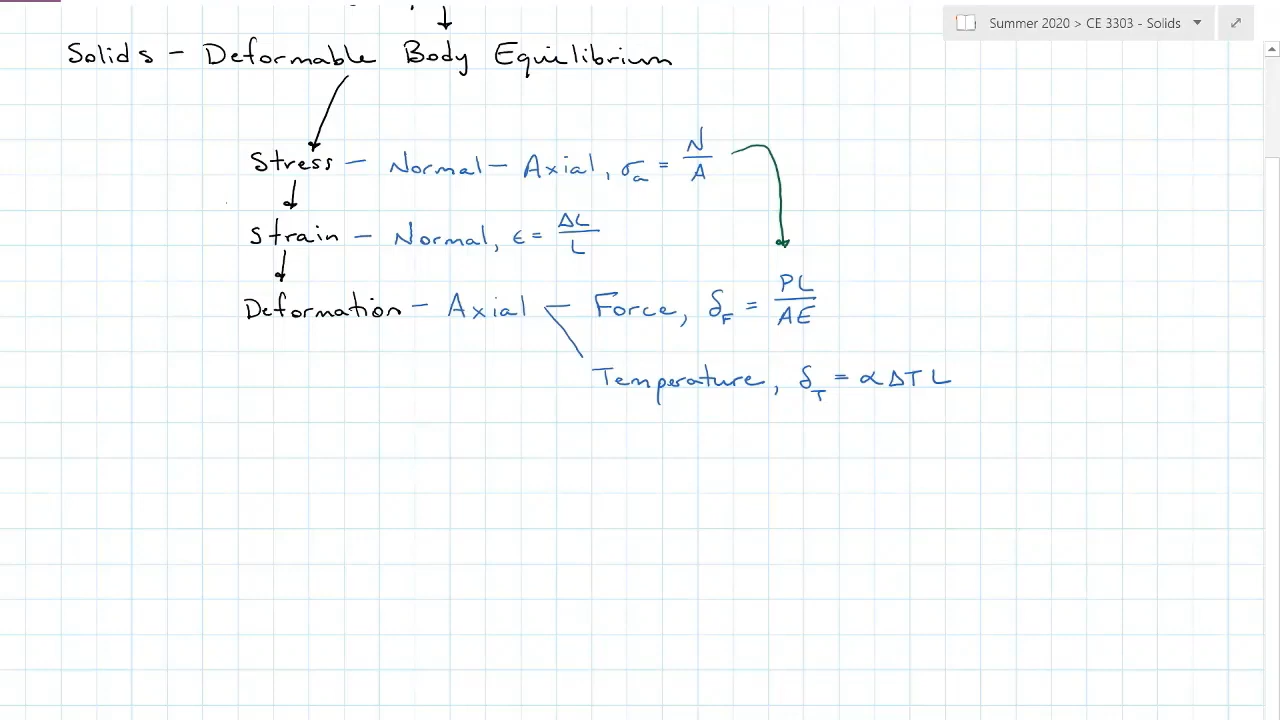 Summer 2020 > CE 3303 - Solids
Solids - Deformable Body Equilibrium
Stress - Normal - Axial, σa = N/A
Strain - Normal, ε = ΔL/L
Deformation - Axial - Force, δF = PL/AE
Temperature, δT = αΔTL